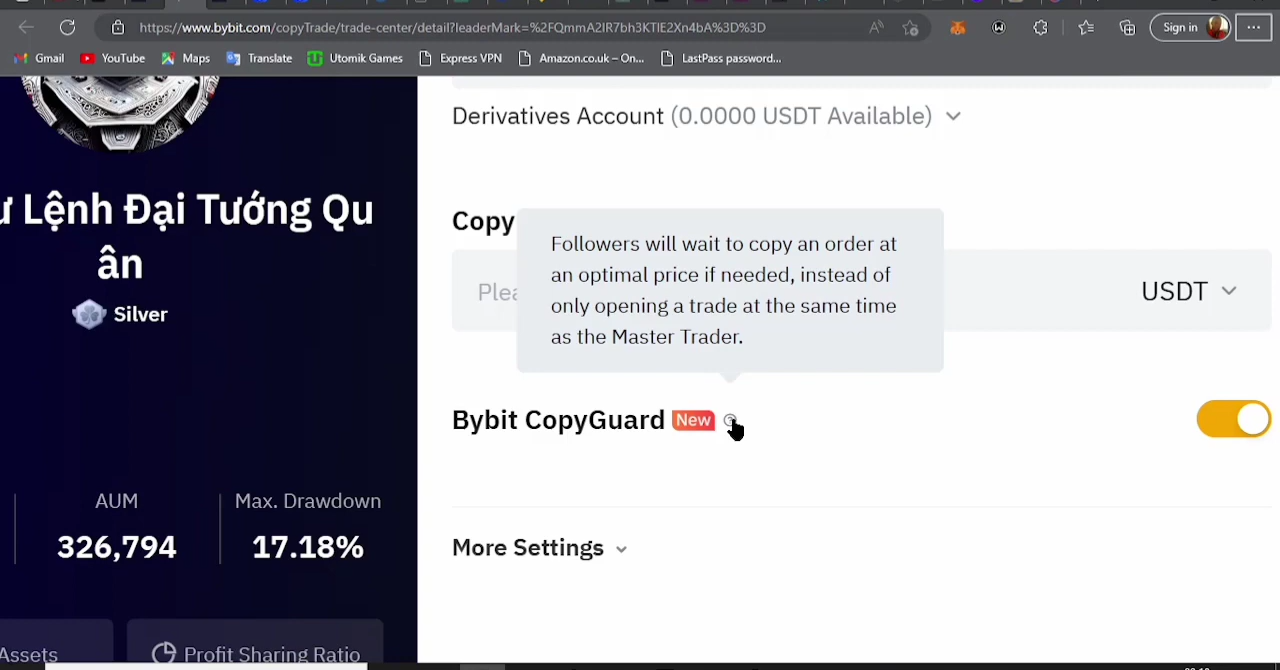 https://www.bybit.com/copyTrade/trade-center/detail?leaderMark=%2FQmmA2IR7bh3KTlE2Xn4bA%3D%3D
Sign in
Gmail
YouTube
Maps
Translate
Utomik Games
Express VPN
Amazon.co.uk – On...
LastPass password...
Lệnh Đại Tướng Qu
ân
Silver
AUM
326,794
Max. Drawdown
17.18%
Assets
Profit Sharing Ratio
Derivatives Account (0.0000 USDT Available)
Copy
Followers will wait to copy an order at
an optimal price if needed, instead of
only opening a trade at the same time
as the Master Trader.
USDT
Bybit CopyGuard New
More Settings